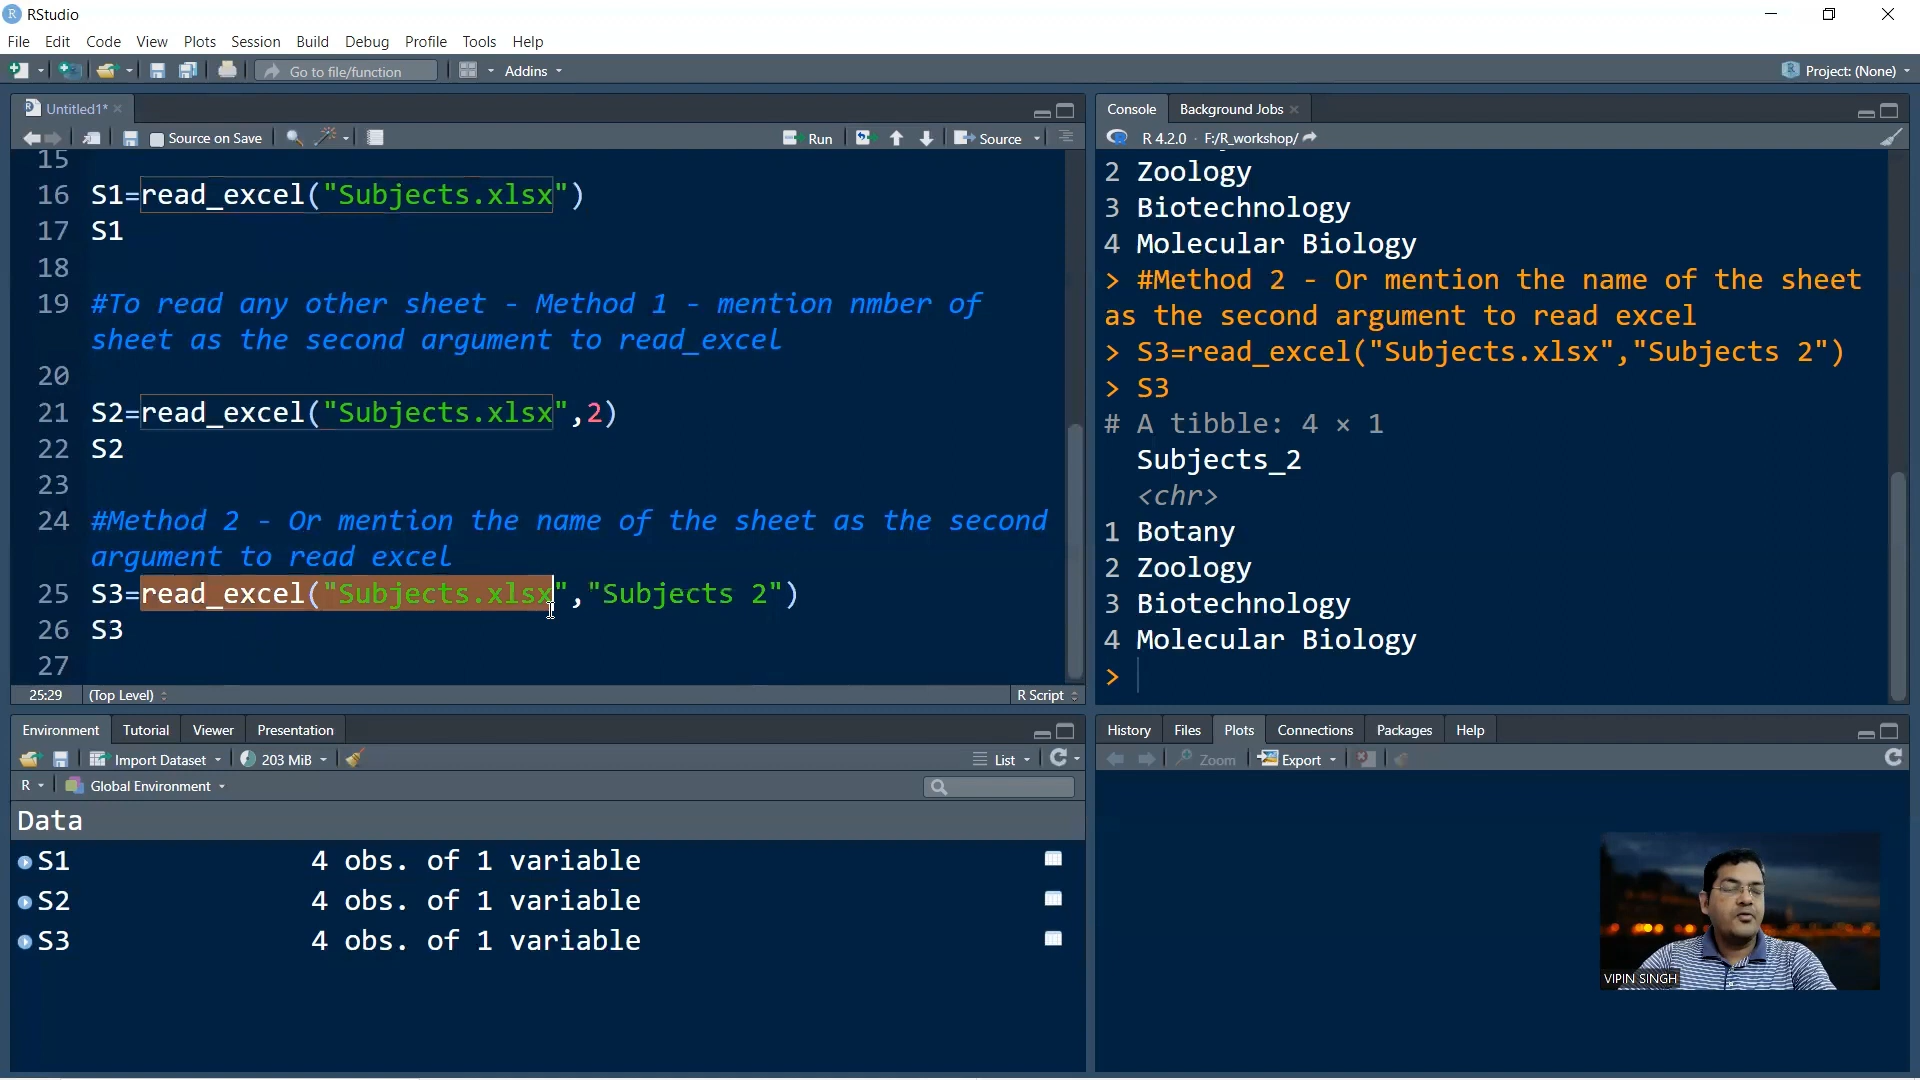 RStudio
File Edit Code View Plots Session Build Debug Profile Tools Help
Go to file/function Addins Project: (None)
Untitled1*
Source on Save Run Source
15
16 S1=read_excel("Subjects.xlsx")
17 S1
18
19 #To read any other sheet - Method 1 - mention nmber of
sheet as the second argument to read_excel
20
21 S2=read_excel("Subjects.xlsx",2)
22 S2
23
24 #Method 2 - Or mention the name of the sheet as the second
argument to read excel
25 S3=read_excel("Subjects.xlsx","Subjects 2")
26 S3
27
25:29 (Top Level) R Script
Console Background Jobs
R 4.2.0 · F:/R_workshop/
2 Zoology
3 Biotechnology
4 Molecular Biology
> #Method 2 - Or mention the name of the sheet
as the second argument to read excel
> S3=read_excel("Subjects.xlsx","Subjects 2")
> S3
# A tibble: 4 × 1
Subjects_2
<chr>
1 Botany
2 Zoology
3 Biotechnology
4 Molecular Biology
>
Environment Tutorial Viewer Presentation
Import Dataset 203 MiB List
R Global Environment
Data
S1 4 obs. of 1 variable
S2 4 obs. of 1 variable
S3 4 obs. of 1 variable
History Files Plots Connections Packages Help
Zoom Export
VIPIN SINGH